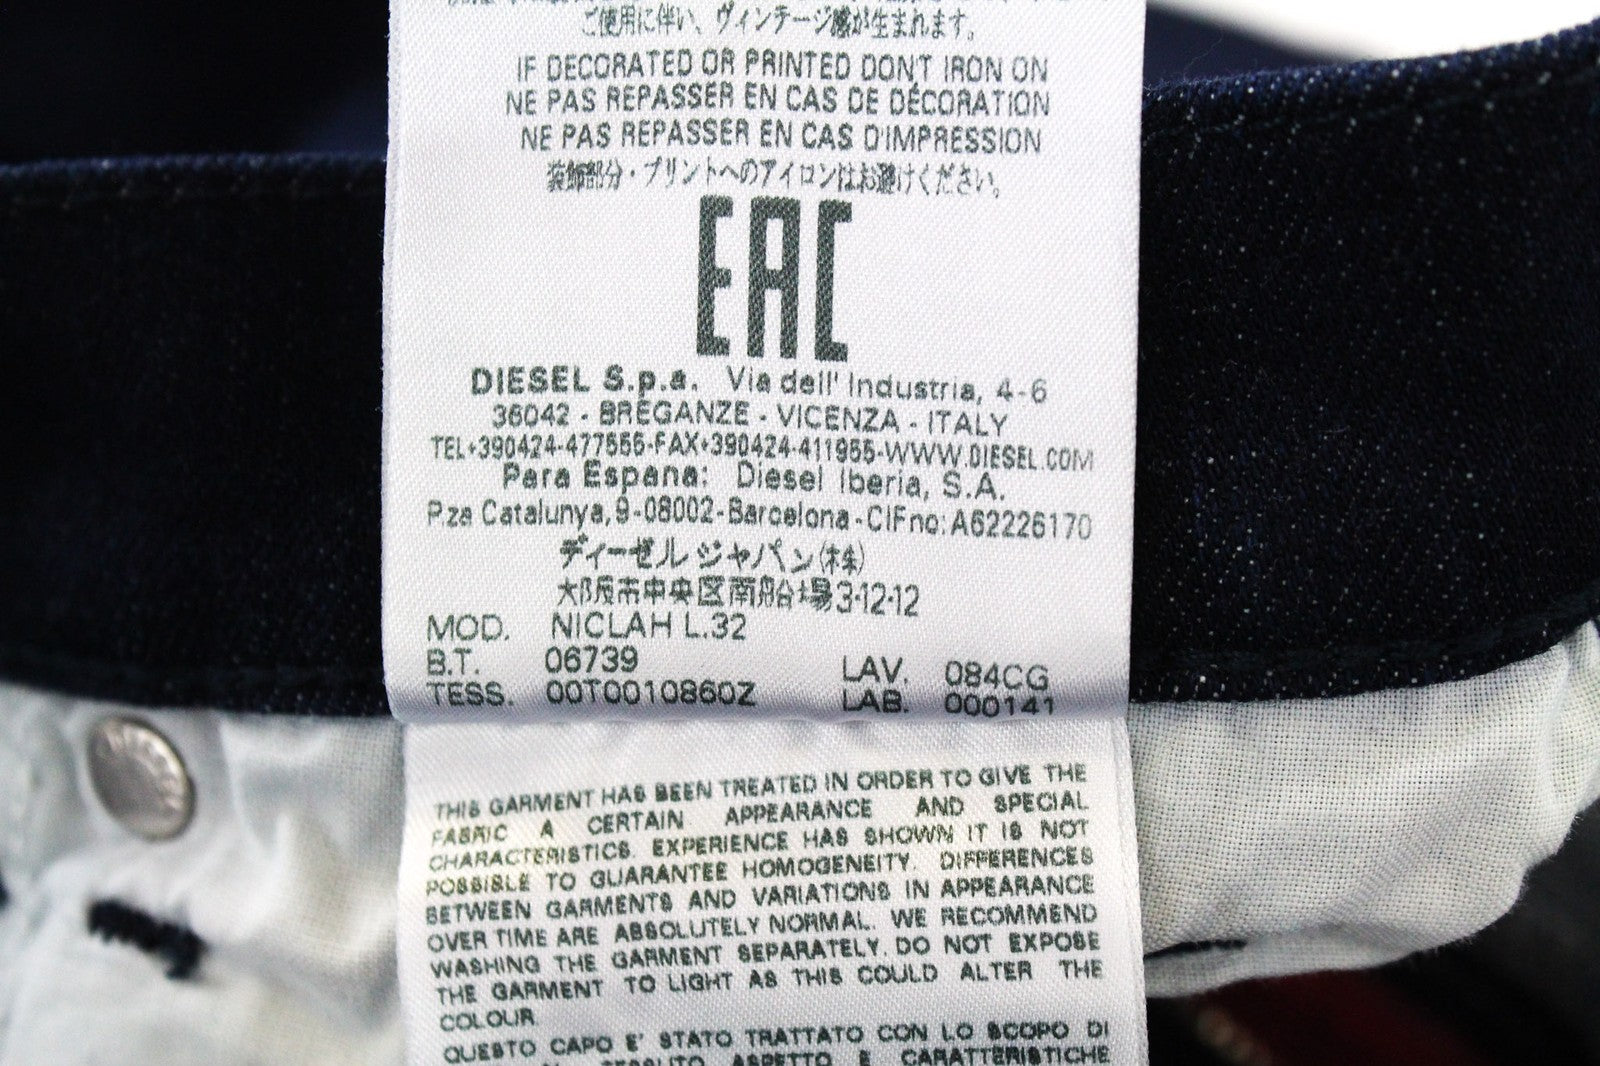 ご使用に伴い、ヴィンテージ感が生まれます。
IF DECORATED OR PRINTED DON'T IRON ON
NE PAS REPASSER EN CAS DE DÉCORATION
NE PAS REPASSER EN CAS D'IMPRESSION
装飾部分・プリントへのアイロンはお避けください。
EAC
DIESEL S.p.a. Via dell' Industria, 4-6
36042 - BREGANZE - VICENZA - ITALY
TEL+390424-477555-FAX+390424-411955-WWW.DIESEL.COM
Para Espana: Diesel Iberia, S.A.
P.za Catalunya,9-08002-Barcelona-CIFno:A62226170
ディーゼルジャパン(株)
大阪市中央区南船場3-12-12
MOD. NICLAH L.32
B.T. 06739 LAV. 084CG
TESS. 00T0010860Z LAB. 000141
THIS GARMENT HAS BEEN TREATED IN ORDER TO GIVE THE
FABRIC A CERTAIN APPEARANCE AND SPECIAL
CHARACTERISTICS. EXPERIENCE HAS SHOWN IT IS NOT
POSSIBLE TO GUARANTEE HOMOGENEITY. DIFFERENCES
BETWEEN GARMENTS AND VARIATIONS IN APPEARANCE
OVER TIME ARE ABSOLUTELY NORMAL. WE RECOMMEND
WASHING THE GARMENT SEPARATELY. DO NOT EXPOSE
THE GARMENT TO LIGHT AS THIS COULD ALTER THE
COLOUR
QUESTO CAPO E' STATO TRATTATO CON LO SCOPO DI
TESSUTO ASPETTO E CARATTERISTICHE